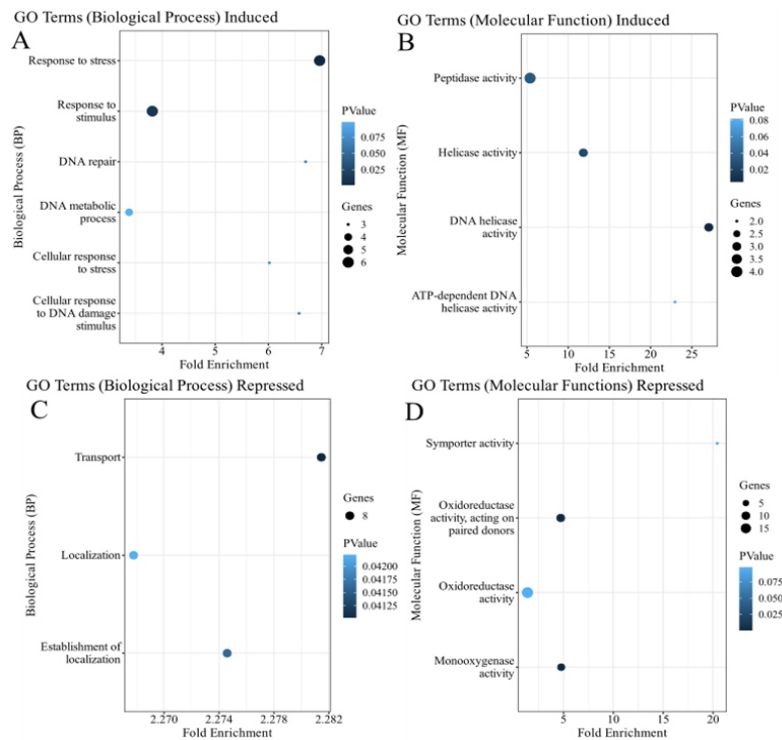 GO Terms (Biological Process) Induced
A
Biological Process (BP)
Response to stress
Response to
stimulus
DNA repair
DNA metabolic
process
Cellular response
to stress
Cellular response
to DNA damage
stimulus
4
5
6
7
Fold Enrichment
PValue
0.075
0.050
0.025
Genes
3
4
5
6
GO Terms (Molecular Function) Induced
B
Molecular Function (MF)
Peptidase activity
Helicase activity
DNA helicase
activity
ATP-dependent DNA
helicase activity
5
10
15
20
25
Fold Enrichment
PValue
0.08
0.06
0.04
0.02
Genes
2.0
2.5
3.0
3.5
4.0
GO Terms (Biological Process) Repressed
C
Biological Process (BP)
Transport
Localization
Establishment of
localization
2.270
2.274
2.278
2.282
Fold Enrichment
Genes
8
PValue
0.04200
0.04175
0.04150
0.04125
GO Terms (Molecular Functions) Repressed
D
Molecular Function (MF)
Symporter activity
Oxidoreductase
activity, acting on
paired donors
Oxidoreductase
activity
Monooxygenase
activity
5
10
15
20
Fold Enrichment
Genes
5
10
15
PValue
0.075
0.050
0.025